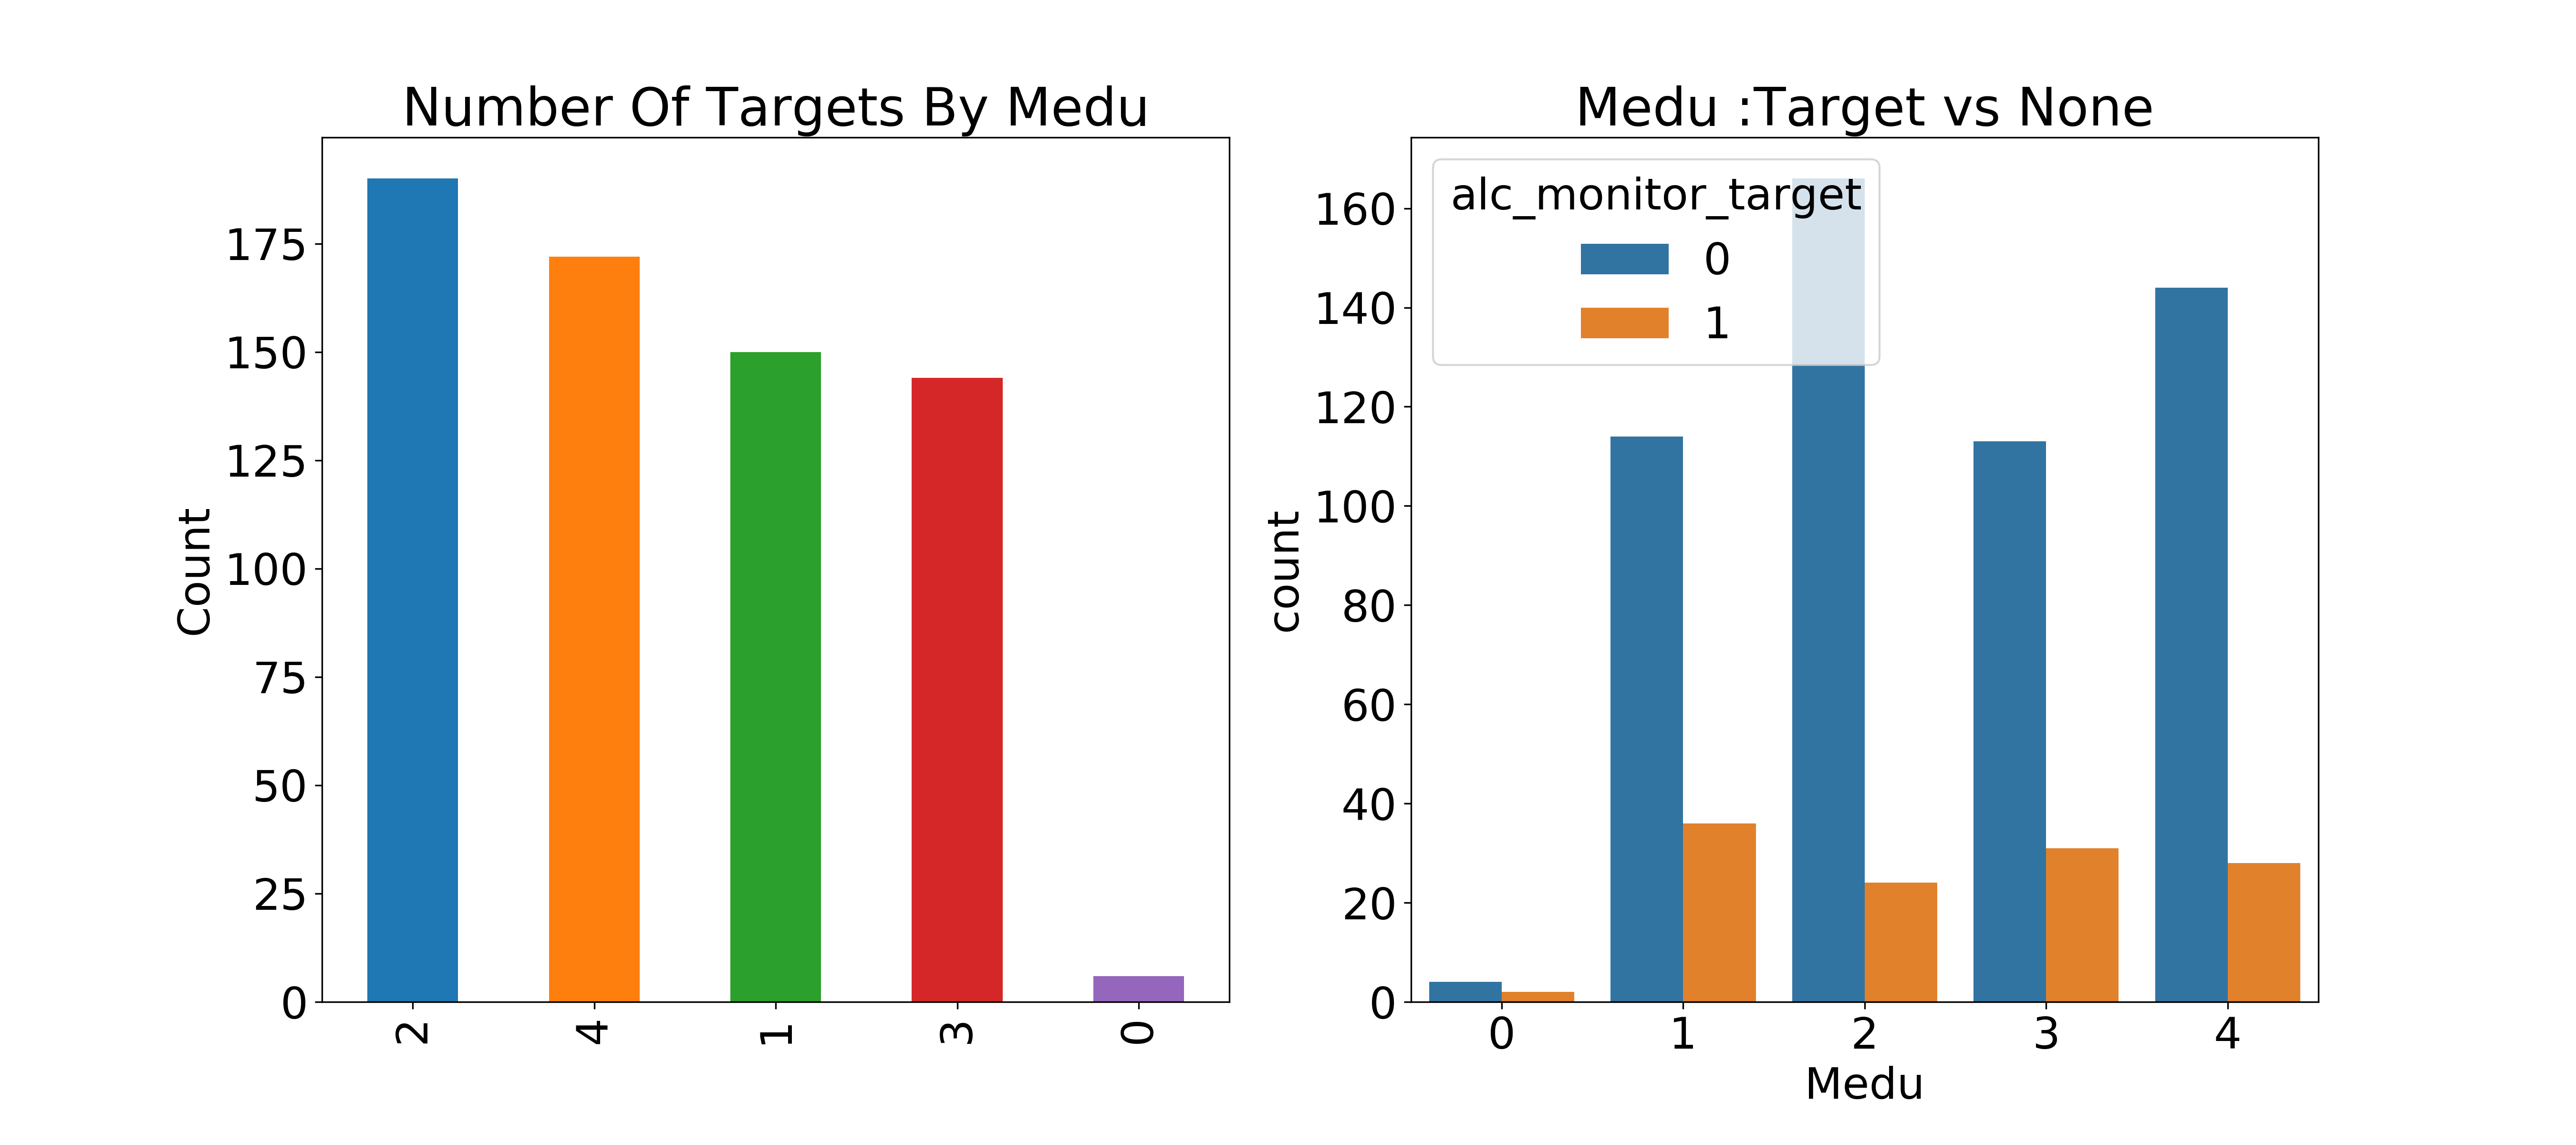 Number Of Targets By Medu
Count
175
150
125
100
75
50
25
0
2 4 1 3 0
Medu :Target vs None
alc_monitor_target
0
1
count
160
140
120
100
80
60
40
20
0
0 1 2 3 4
Medu